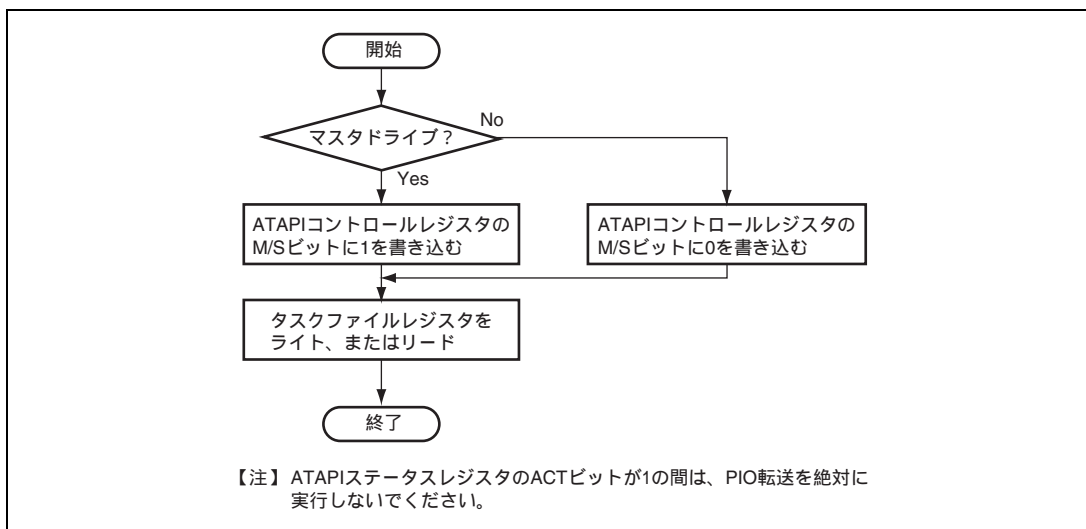 開始
マスタドライブ？
No
Yes
ATAPIコントロールレジスタの
M/Sビットに1を書き込む
ATAPIコントロールレジスタの
M/Sビットに0を書き込む
タスクファイルレジスタを
ライト、またはリード
終了
【注】ATAPIステータスレジスタのACTビットが1の間は、PIO転送を絶対に
実行しないでください。